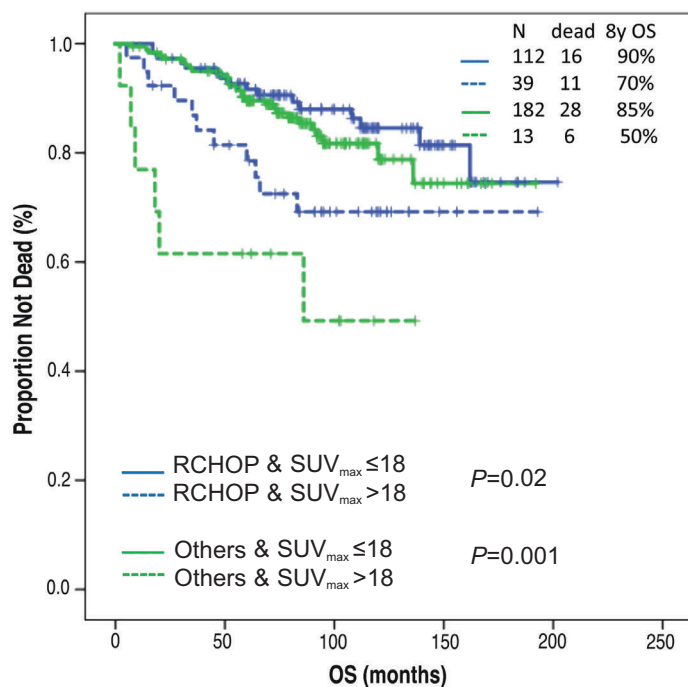 N dead 8y OS
112 16 90%
39 11 70%
182 28 85%
13 6 50%
1.0
0.8
0.6
0.4
0.2
0.0
Proportion Not Dead (%)
RCHOP & SUVmax ≤18
RCHOP & SUVmax >18
P=0.02
Others & SUVmax ≤18
Others & SUVmax >18
P=0.001
0 50 100 150 200 250
OS (months)